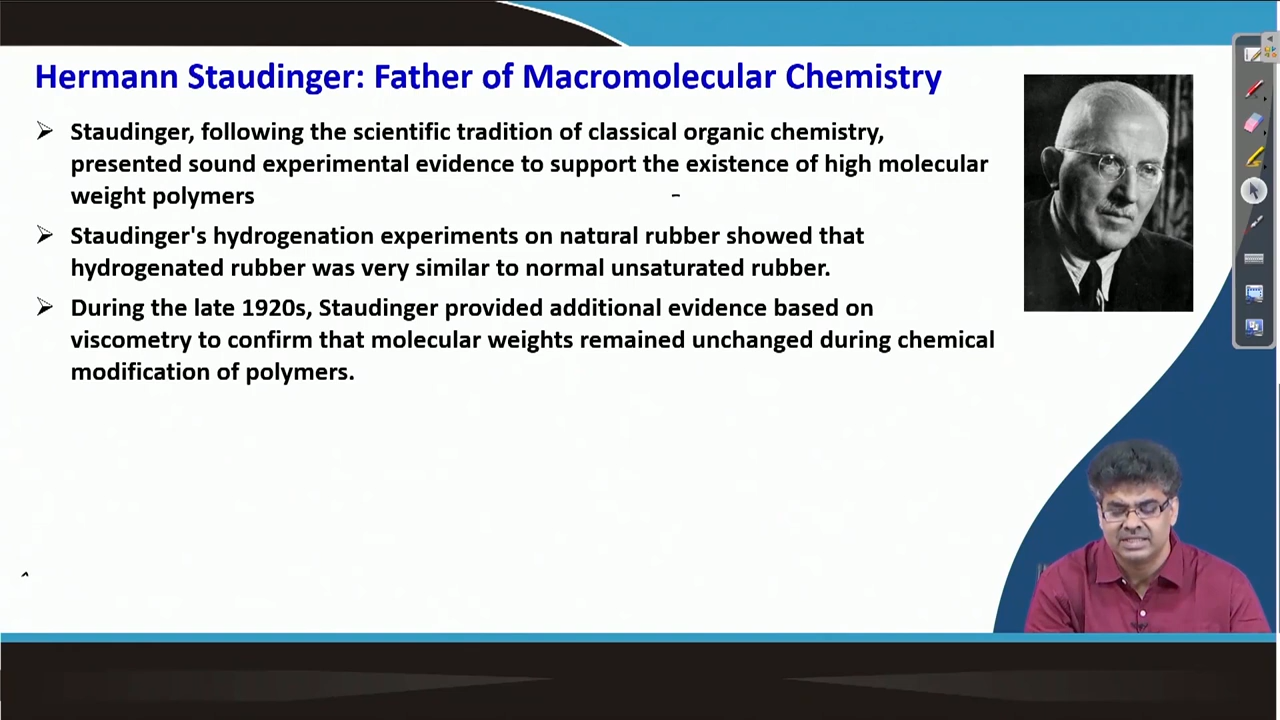 Hermann Staudinger: Father of Macromolecular Chemistry
Staudinger, following the scientific tradition of classical organic chemistry,
presented sound experimental evidence to support the existence of high molecular
weight polymers
Staudinger's hydrogenation experiments on natural rubber showed that
hydrogenated rubber was very similar to normal unsaturated rubber.
During the late 1920s, Staudinger provided additional evidence based on
viscometry to confirm that molecular weights remained unchanged during chemical
modification of polymers.